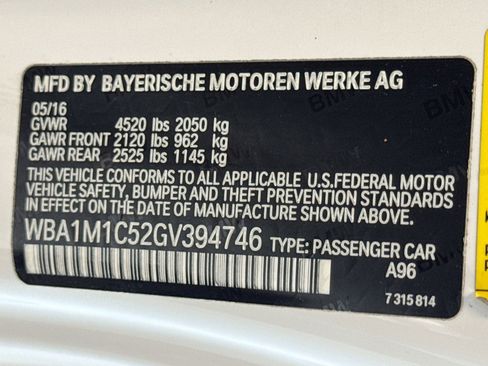 MFD BY BAYERISCHE MOTOREN WERKE AG
05/16
GVWR 4520 lbs 2050 kg
GAWR FRONT 2120 lbs 962 kg
GAWR REAR 2525 lbs 1145 kg
THIS VEHICLE CONFORMS TO ALL APPLICABLE U.S.FEDERAL MOTOR
VEHICLE SAFETY, BUMPER AND THEFT PREVENTION STANDARDS
IN EFFECT ON THE DATE OF MANUFACTURE SHOWN ABOVE.
WBA1M1C52GV394746 TYPE: PASSENGER CAR
A96
7 315 814